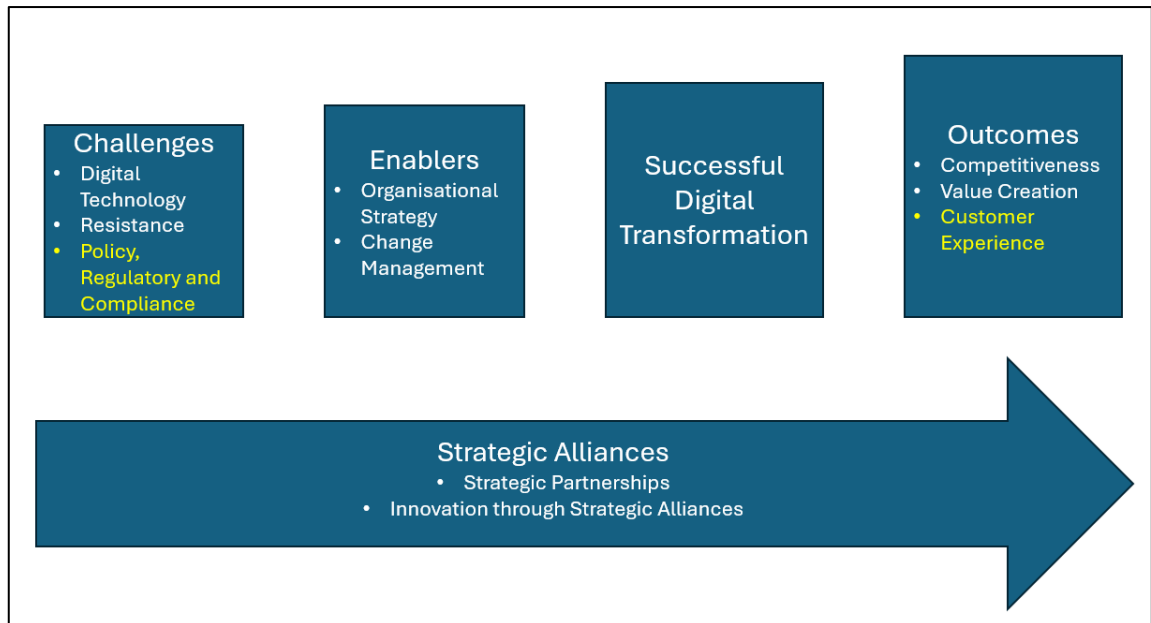 Challenges
• Digital
Technology
• Resistance
• Policy,
Regulatory and
Compliance
Enablers
• Organisational
Strategy
• Change
Management
Successful
Digital
Transformation
Outcomes
• Competitiveness
• Value Creation
• Customer
Experience
Strategic Alliances
• Strategic Partnerships
• Innovation through Strategic Alliances